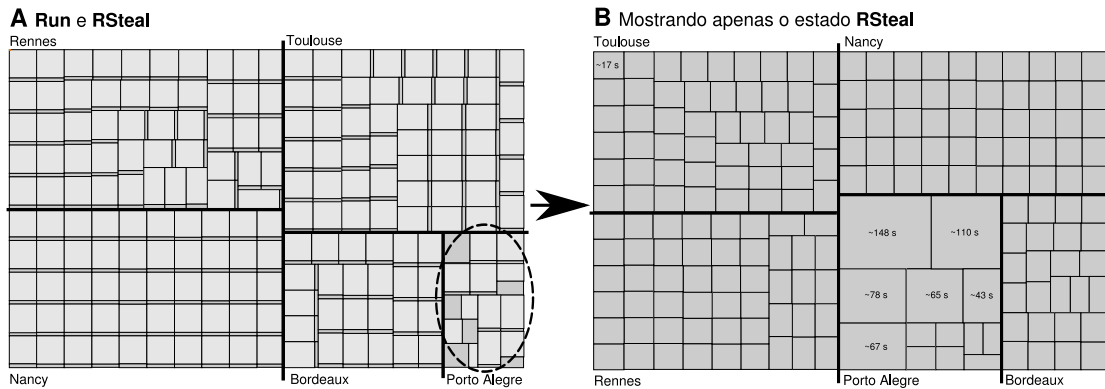 A Run e RSteal
Rennes
Toulouse
Nancy
Bordeaux
Porto Alegre
B Mostrando apenas o estado RSteal
Toulouse
Nancy
~17 s
~148 s
~110 s
~78 s
~65 s
~43 s
~67 s
Rennes
Porto Alegre
Bordeaux